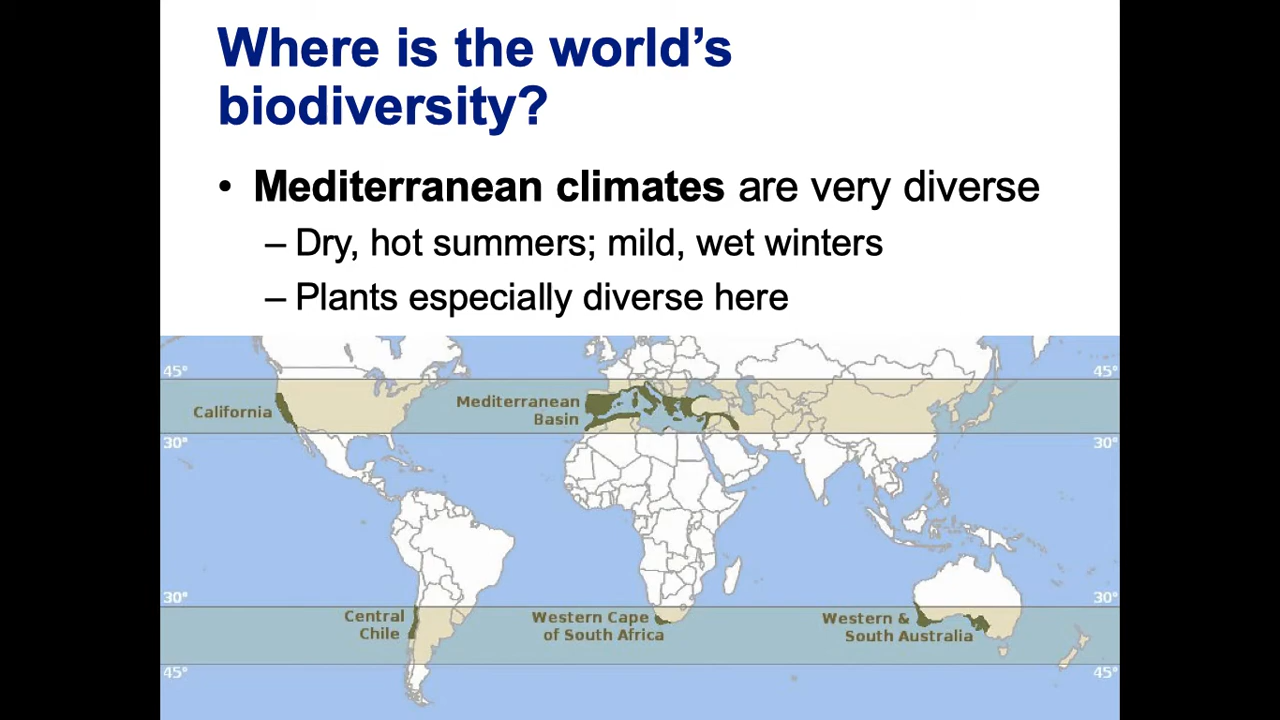 Where is the world’s
biodiversity?
• Mediterranean climates are very diverse
– Dry, hot summers; mild, wet winters
– Plants especially diverse here
45° 45°
California
Mediterranean
Basin
30° 30°
30° 30°
Central
Chile
Western Cape
of South Africa
Western &
South Australia
45° 45°